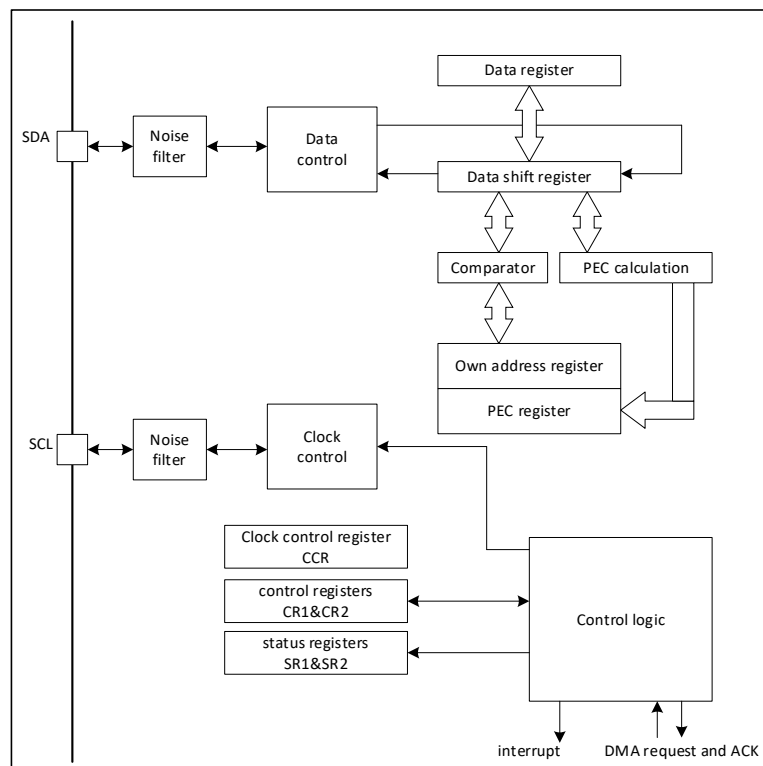 Data register
SDA
Noise
filter
Data
control
Data shift register
Comparator
PEC calculation
Own address register
PEC register
SCL
Noise
filter
Clock
control
Clock control register
CCR
control registers
CR1&CR2
Control logic
status registers
SR1&SR2
interrupt
DMA request and ACK